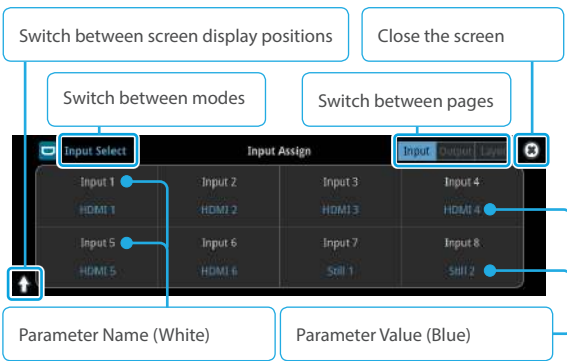 Switch between screen display positions
Close the screen
Switch between modes
Switch between pages
Input Select
Input Assign
Input Output Layer
Input 1 Input 2 Input 3 Input 4
HDMI 1 HDMI 2 HDMI 3 HDMI 4
Input 5 Input 6 Input 7 Input 8
HDMI 5 HDMI 6 Still 1 Still 2
Parameter Name (White)
Parameter Value (Blue)